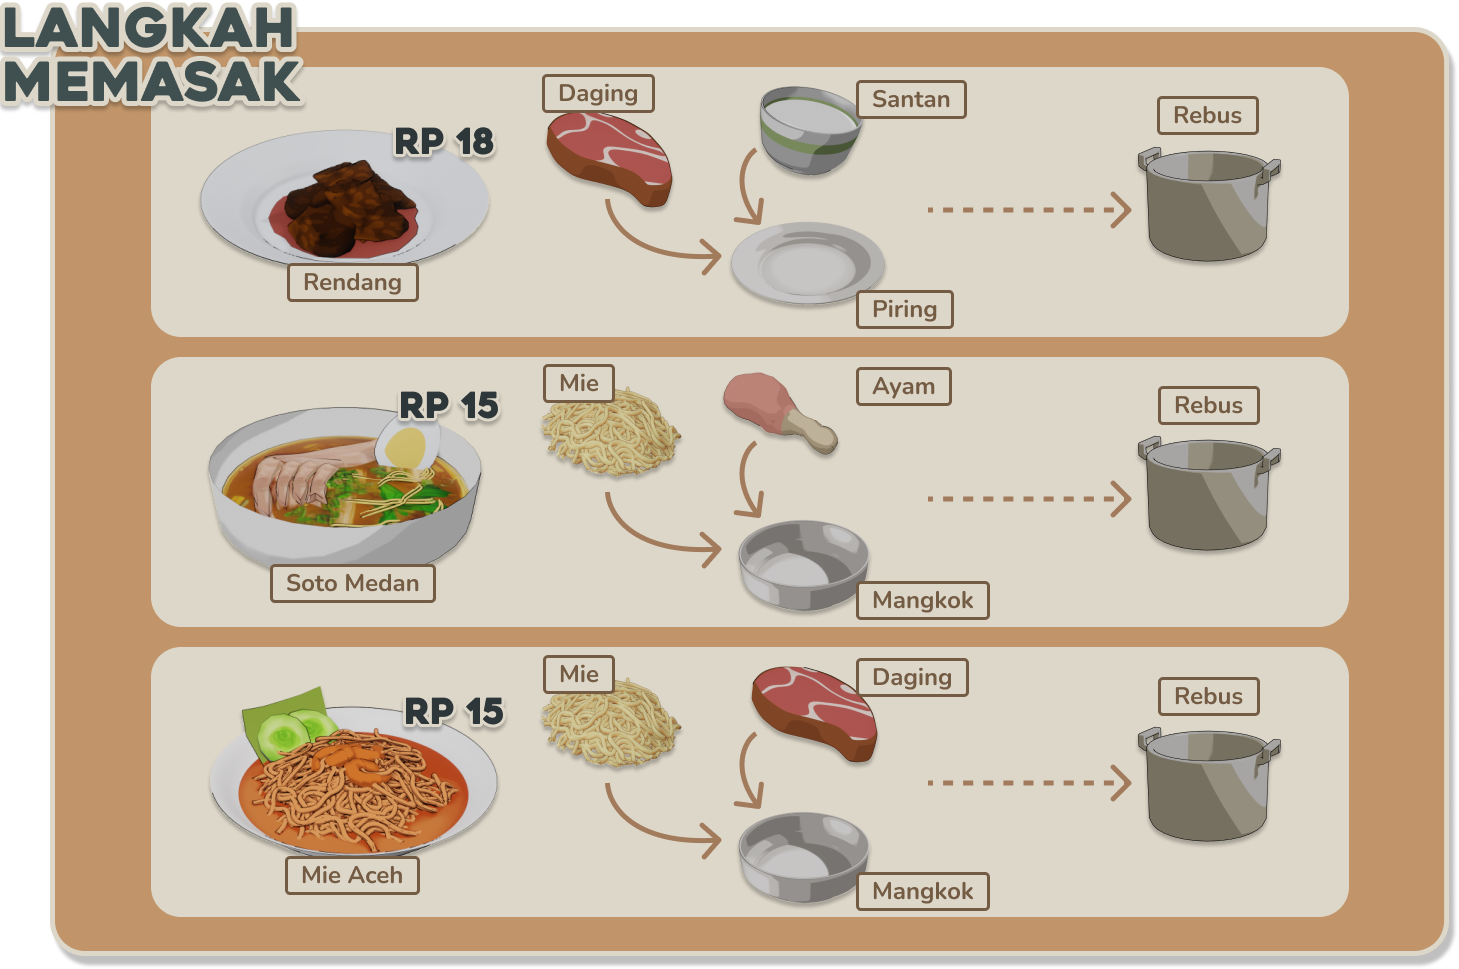 LANGKAH
MEMASAK
RP 18
Rendang
Daging
Santan
Piring
Rebus
RP 15
Soto Medan
Mie
Ayam
Mangkok
Rebus
RP 15
Mie Aceh
Mie
Daging
Mangkok
Rebus